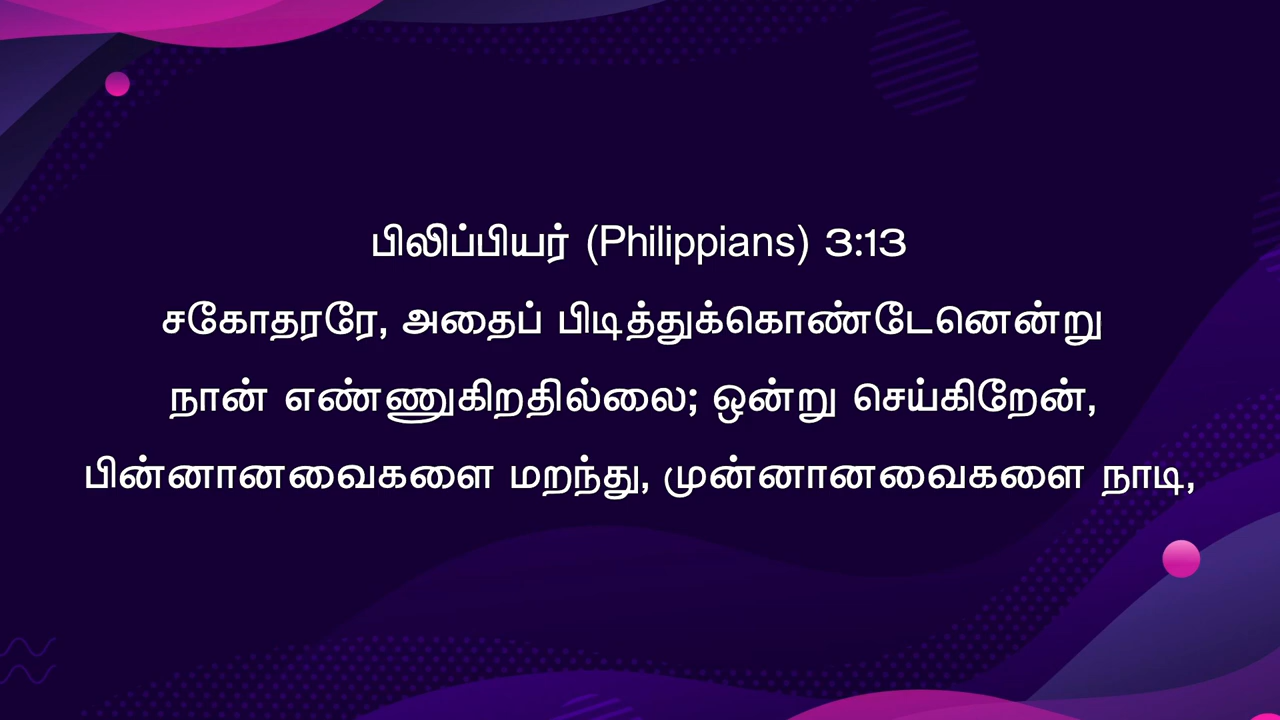 பிலிப்பியர் (Philippians) 3:13
சகோதரரே, அதைப் பிடித்துக்கொண்டேனென்று
நான் எண்ணுகிறதில்லை; ஒன்று செய்கிறேன்,
பின்னானவைகளை மறந்து, முன்னானவைகளை நாடி,